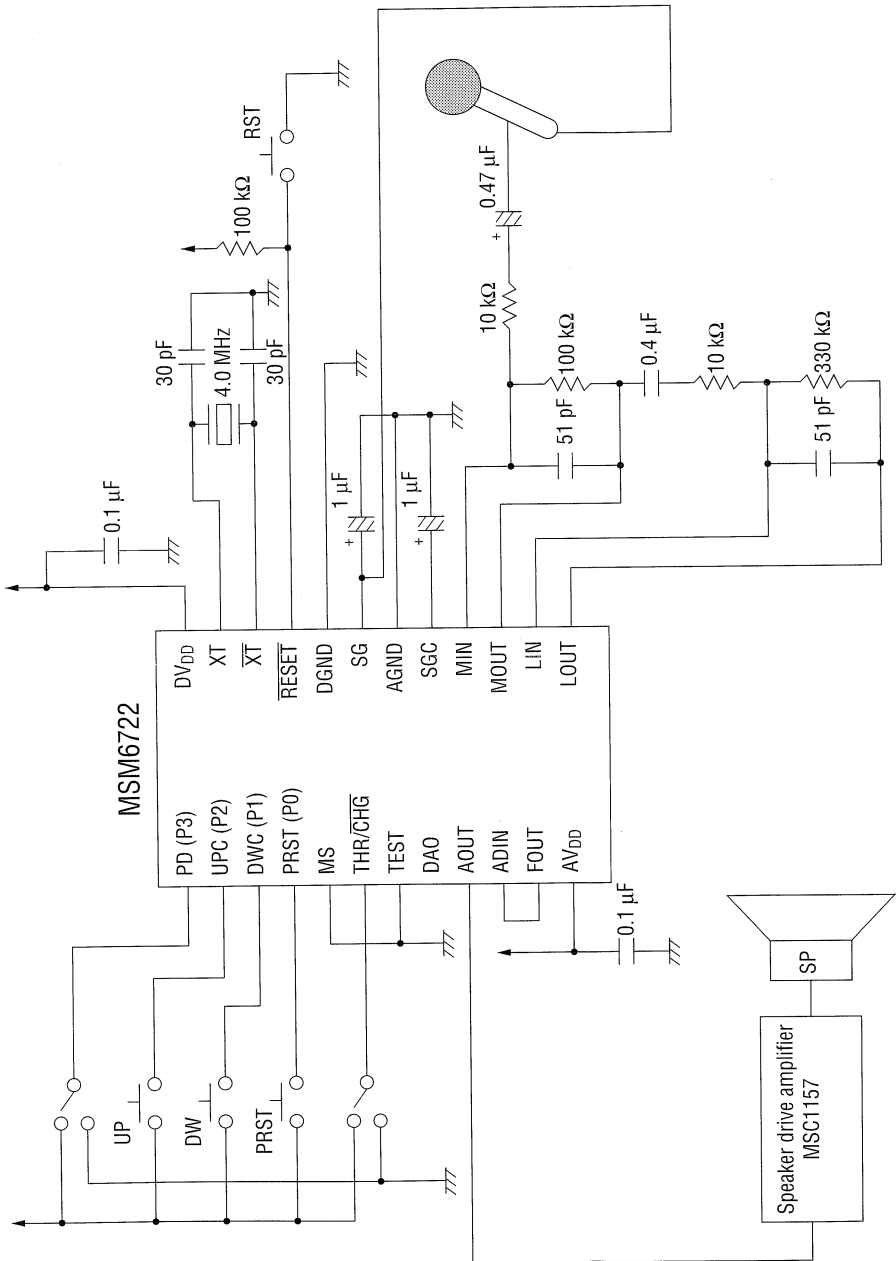 MSM6722
PD (P3)
UPC (P2)
DWC (P1)
PRST (P0)
MS
THR/CHG
TEST
DAO
AOUT
ADIN
FOUT
AVDD
DVDD
XT
XT
RESET
DGND
SG
AGND
SGC
MIN
MOUT
LIN
LOUT
UP
DW
PRST
0.1 µF
30 pF
4.0 MHz
30 pF
100 kΩ
RST
+
1 µF
+
1 µF
+
0.47 µF
10 kΩ
51 pF
100 kΩ
0.4 µF
10 kΩ
51 pF
330 kΩ
0.1 µF
Speaker drive amplifier
MSC1157
SP